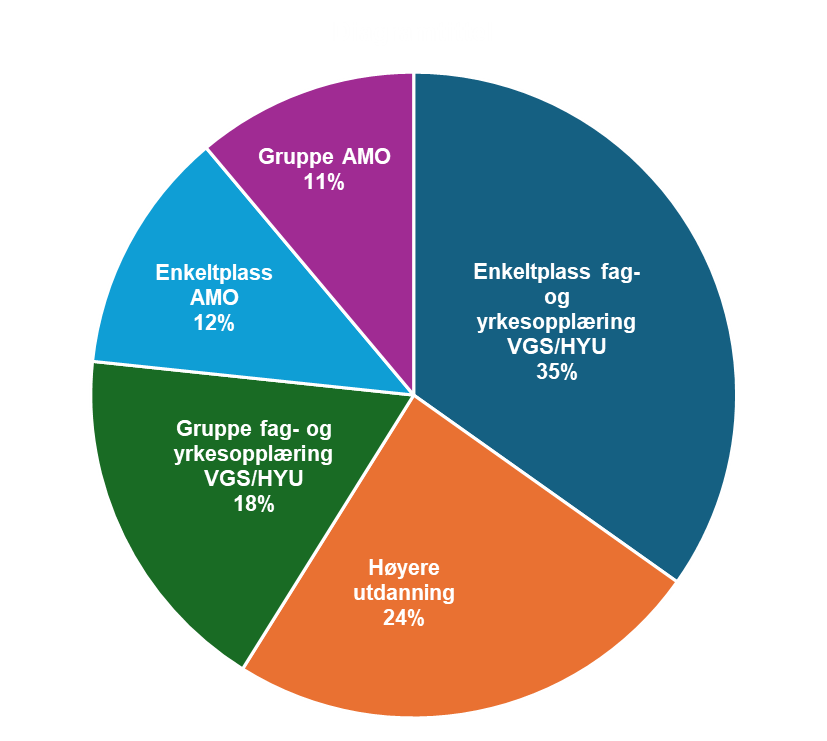 Gruppe AMO
11%
Enkeltplass fag-
og
yrkesopplæring
VGS/HYU
35%
Enkeltplass
AMO
12%
Gruppe fag- og
yrkesopplæring
VGS/HYU
18%
Høyere
utdanning
24%